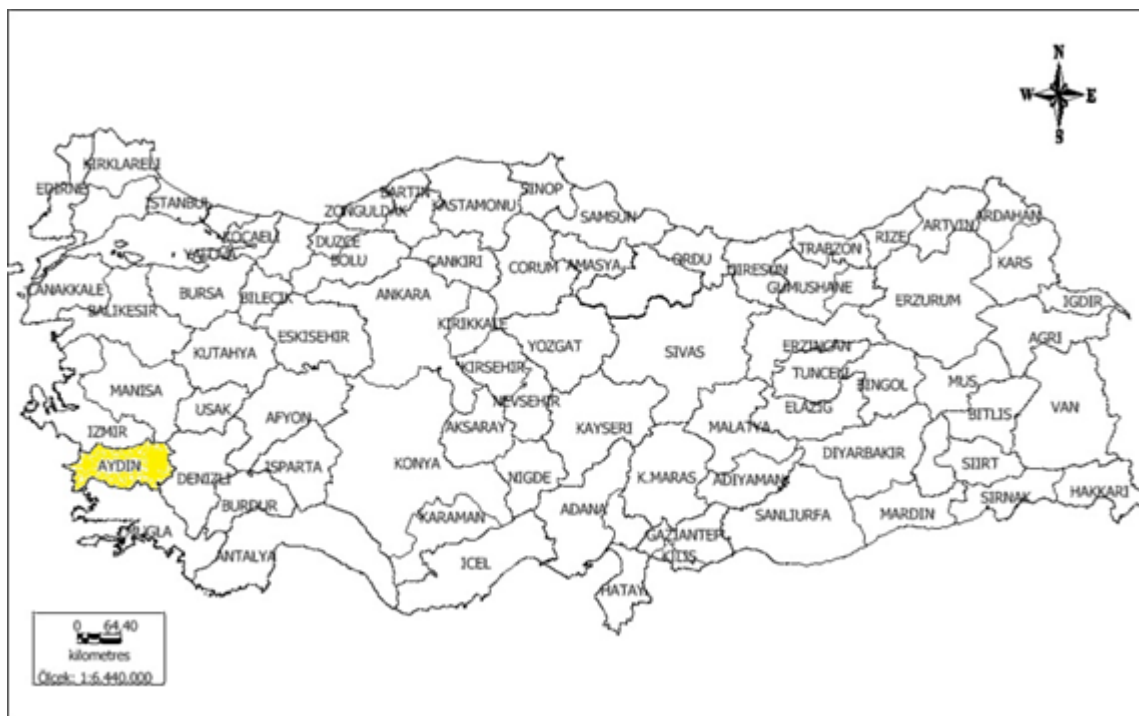 N
W E
S
KIRKLARELI
EDIRNE
ISTANBUL
KOCAELI
YALOVA
ZONGULDAK
BARTIN
KASTAMONU
SINOP
SAMSUN
DUZCE
BOLU
CANKIRI
CORUM
AMASYA
ORDU
GIRESUN
TRABZON
RIZE
ARTVIN
ARDAHAN
KARS
GUMUSHANE
CANAKKALE
BALIKESIR
BURSA
BILECIK
ANKARA
ERZURUM
IGDIR
AGRI
ESKISEHIR
KUTAHYA
KIRIKKALE
YOZGAT
SIVAS
ERZINCAN
TUNCELI
BINGOL
MUS
BITLIS
VAN
MANISA
USAK
AFYON
KIRSEHIR
NEVSEHIR
AKSARAY
KAYSERI
MALATYA
ELAZIG
DIYARBAKIR
SIIRT
IZMIR
AYDIN
DENIZLI
ISPARTA
BURDUR
KONYA
NIGDE
K.MARAS
ADIYAMAN
SANLIURFA
MARDIN
SIRNAK
HAKKARI
KARAMAN
ADANA
GAZIANTEP
KILIS
ANTALYA
ICEL
HATAY
0 64.40
kilometres
Ölcek: 1:6.440.000